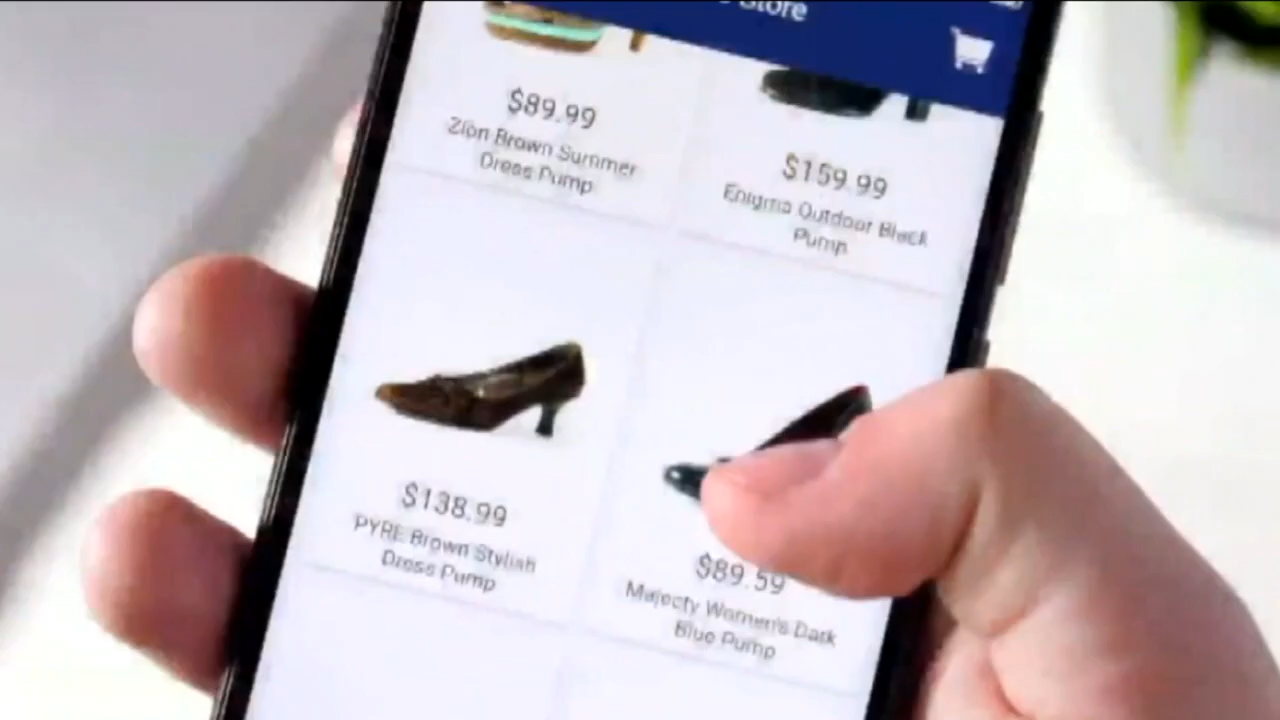 Store
$89.99
Zion Brown Summer
Dress Pump
$159.99
Enigma Outdoor Black
Pump
$138.99
PYRE Brown Stylish
Dress Pump
$89.59
Majecty Women's Dark
Blue Pump